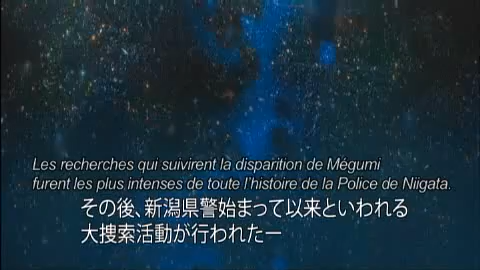 Les recherches qui suivirent la disparition de Mégumi
furent les plus intenses de toute l'histoire de la Police de Niigata.
その後、新潟県警始まって以来といわれる
大捜索活動が行われたー